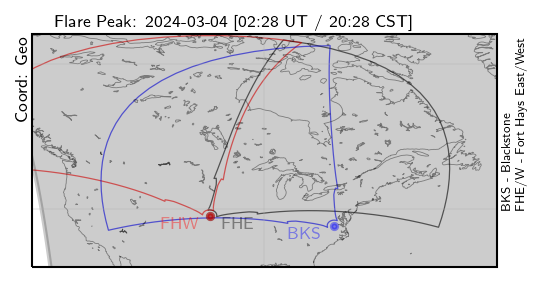 Flare Peak: 2024-03-04 [02:28 UT / 20:28 CST]
Coord: Geo
FHW
FHE
BKS
BKS - Blackstone
FHE/W - Fort Hays East/West